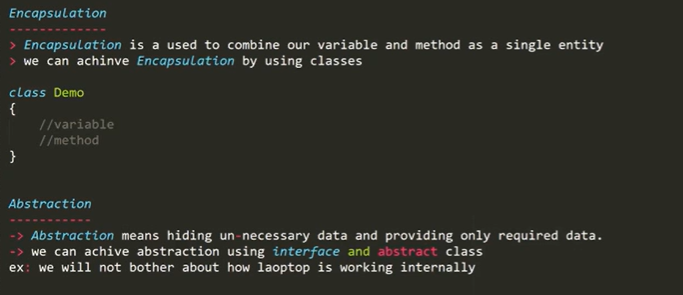 Encapsulation
-------------
> Encapsulation is a used to combine our variable and method as a single entity
> we can achinve Encapsulation by using classes
class Demo
{
//variable
//method
}
Abstraction
-----------
-> Abstraction means hiding un-necessary data and providing only required data.
-> we can achive abstraction using interface and abstract class
ex: we will not bother about how laoptop is working internally